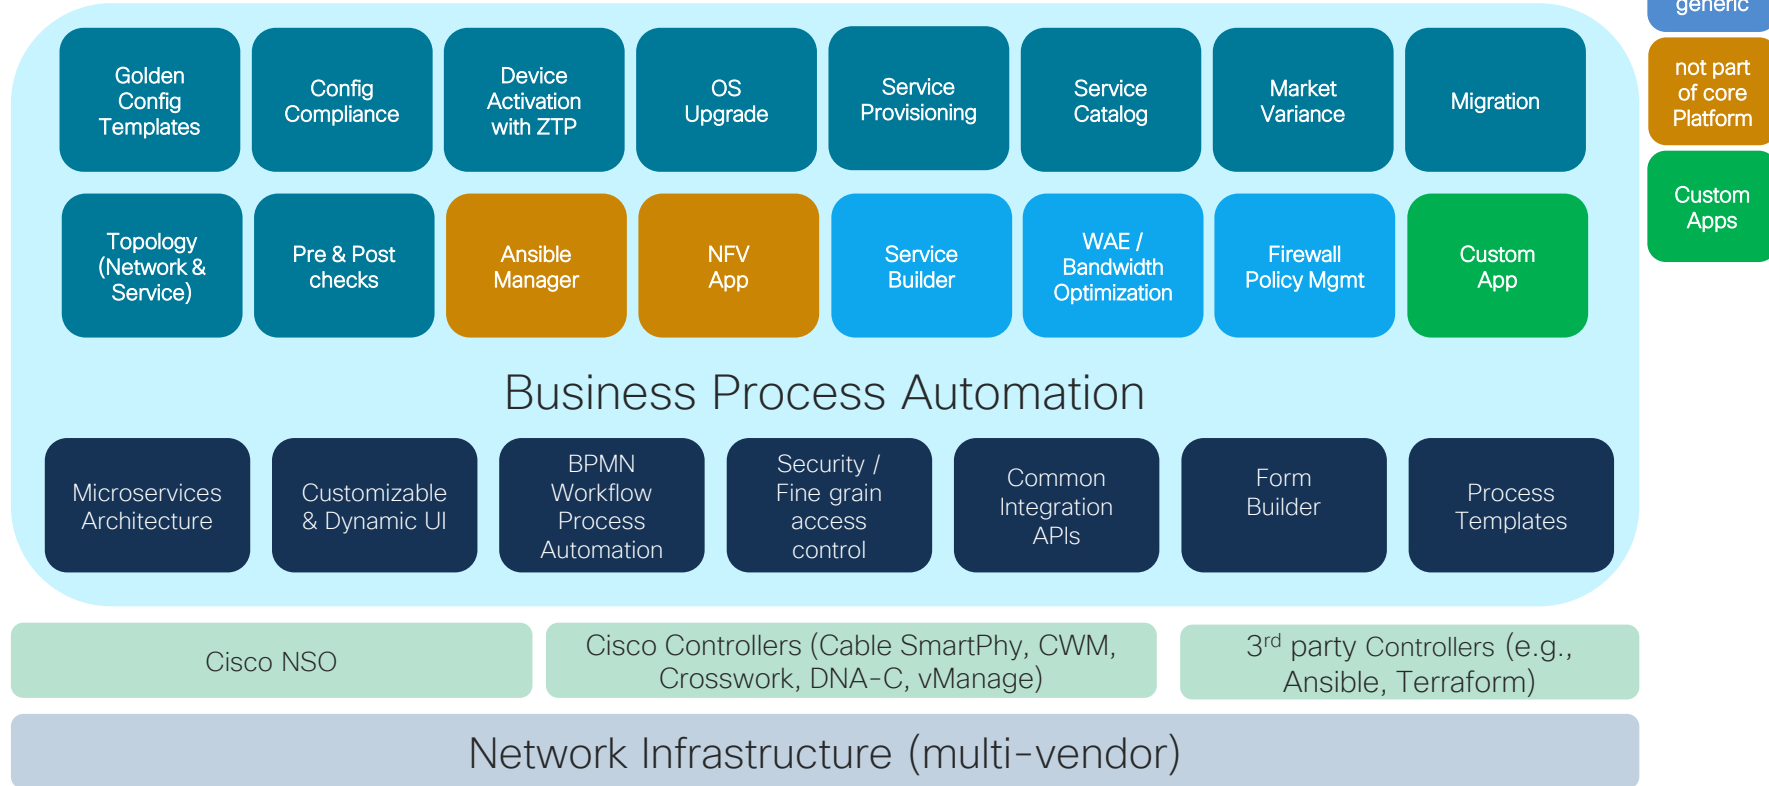 generic
Golden
Config
Templates
Config
Compliance
Device
Activation
with ZTP
OS
Upgrade
Service
Provisioning
Service
Catalog
Market
Variance
Migration
not part
of core
Platform
Topology
(Network &
Service)
Pre & Post
checks
Ansible
Manager
NFV
App
Service
Builder
WAE /
Bandwidth
Optimization
Firewall
Policy Mgmt
Custom
App
Custom
Apps
Business Process Automation
Microservices
Architecture
Customizable
& Dynamic UI
BPMN
Workflow
Process
Automation
Security /
Fine grain
access
control
Common
Integration
APIs
Form
Builder
Process
Templates
Cisco NSO
Cisco Controllers (Cable SmartPhy, CWM,
Crosswork, DNA-C, vManage)
3rd party Controllers (e.g.,
Ansible, Terraform)
Network Infrastructure (multi-vendor)